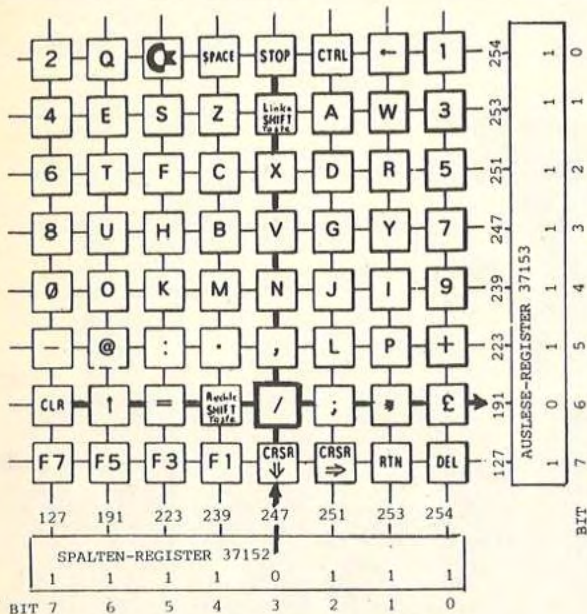 2 Q C= SPACE STOP CTRL ← 1 254 1 0
4 E S Z Links SHIFT Taste A W 3 253 1 1
6 T F C X D R 5 251 1 2
8 U H B V G Y 7 247 1 3
0 O K M N J I 9 239 1 4
- @ : . , L P + 223 1 5
CLR ↑ = Rechte SHIFT Taste / ; * £ 191 0 6
F7 F5 F3 F1 CRSR ⇓ CRSR ⇒ RTN DEL 127 1 7
AUSLESE-REGISTER 37153
BIT
127 191 223 239 247 251 253 254
SPALTEN-REGISTER 37152
1 1 1 1 0 1 1 1
BIT 7 6 5 4 3 2 1 0